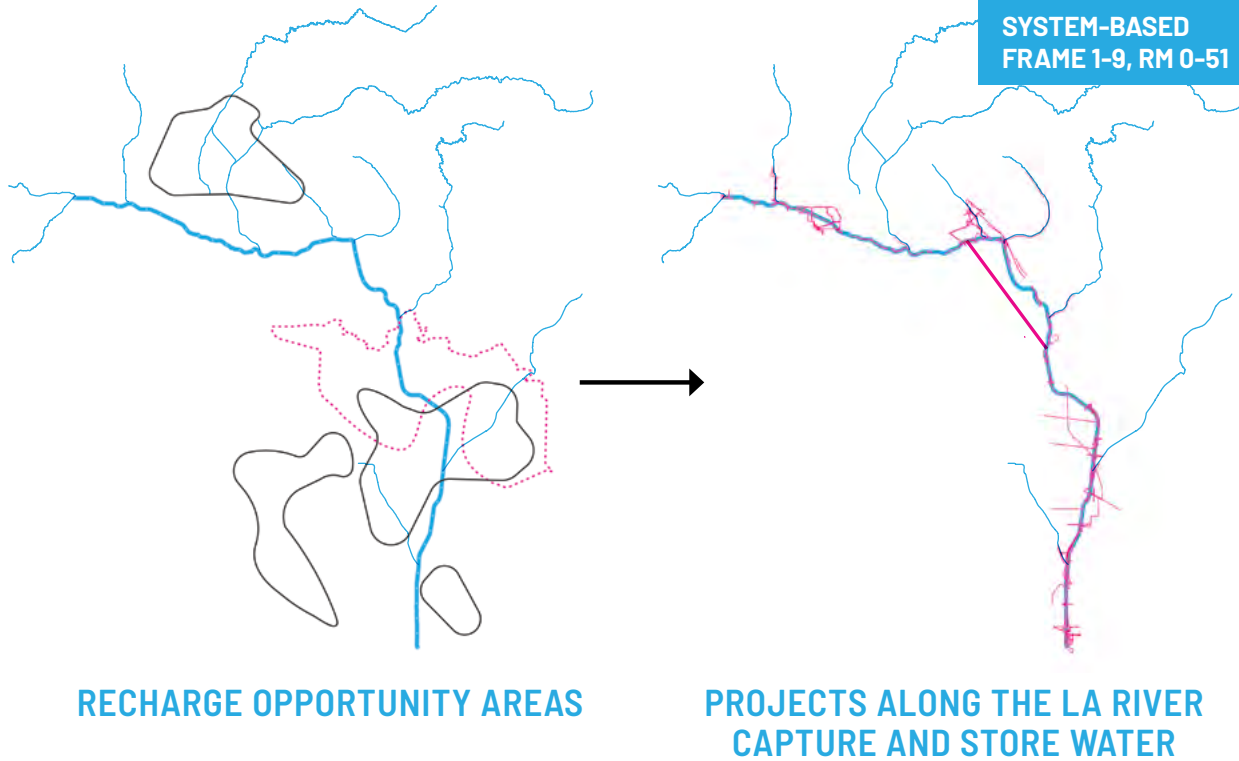 SYSTEM-BASED
FRAME 1-9, RM 0-51
RECHARGE OPPORTUNITY AREAS
PROJECTS ALONG THE LA RIVER
CAPTURE AND STORE WATER